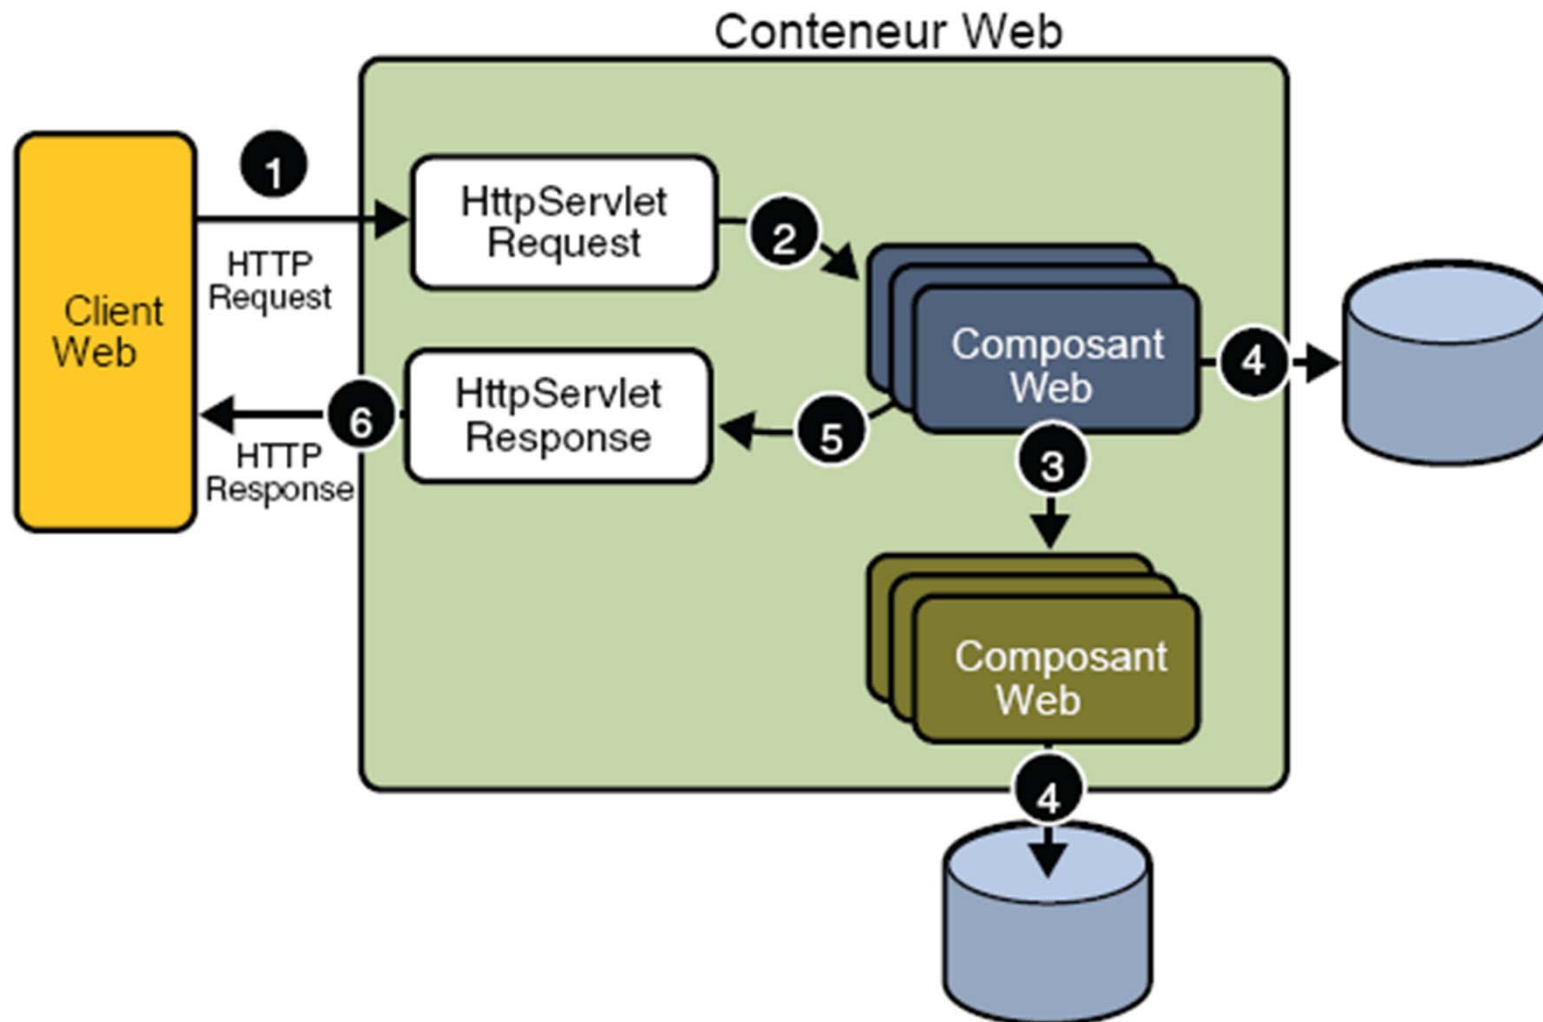 Conteneur Web
1
HttpServlet
Request
2
HTTP
Request
Client
Web
Composant
Web
4
HttpServlet
Response
6
5
HTTP
Response
3
Composant
Web
4